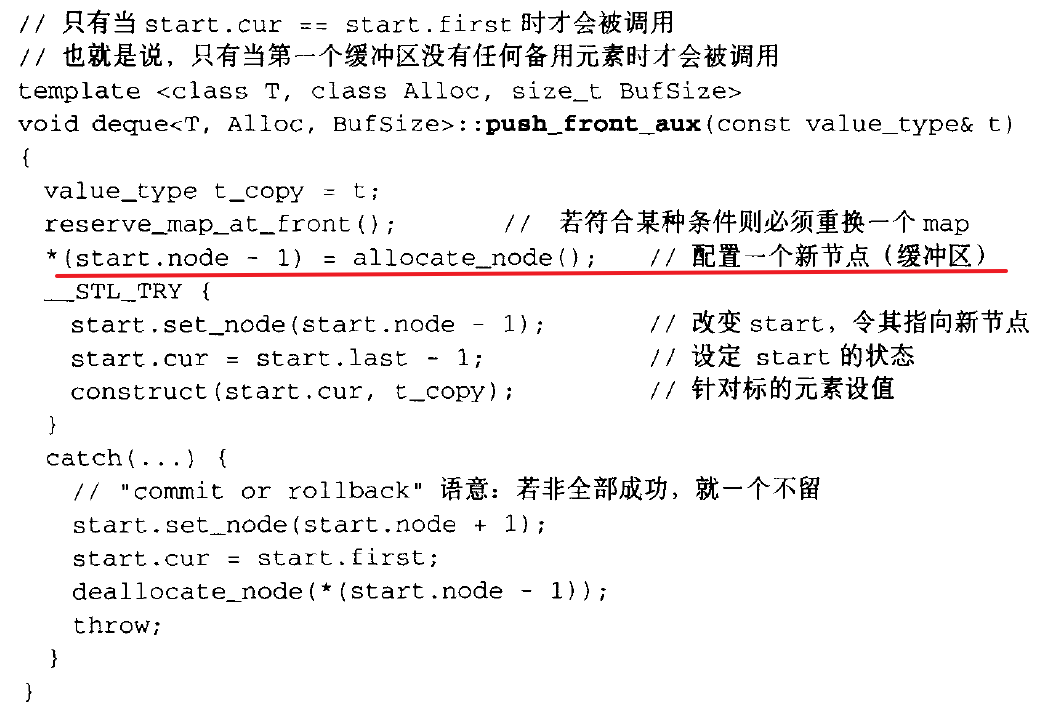 // 只有当 start.cur == start.first 时才会被调用
// 也就是说，只有当第一个缓冲区没有任何备用元素时才会被调用
template <class T, class Alloc, size_t BufSize>
void deque<T, Alloc, BufSize>::push_front_aux(const value_type& t)
{
  value_type t_copy = t;
  reserve_map_at_front();        // 若符合某种条件则必须重换一个 map
  *(start.node - 1) = allocate_node();   // 配置一个新节点（缓冲区）
  __STL_TRY {
    start.set_node(start.node - 1);        // 改变 start，令其指向新节点
    start.cur = start.last - 1;            // 设定 start 的状态
    construct(start.cur, t_copy);          // 针对标的元素设值
  }
  catch(...) {
    // "commit or rollback" 语意：若非全部成功，就一个不留
    start.set_node(start.node + 1);
    start.cur = start.first;
    deallocate_node(*(start.node - 1));
    throw;
  }
}